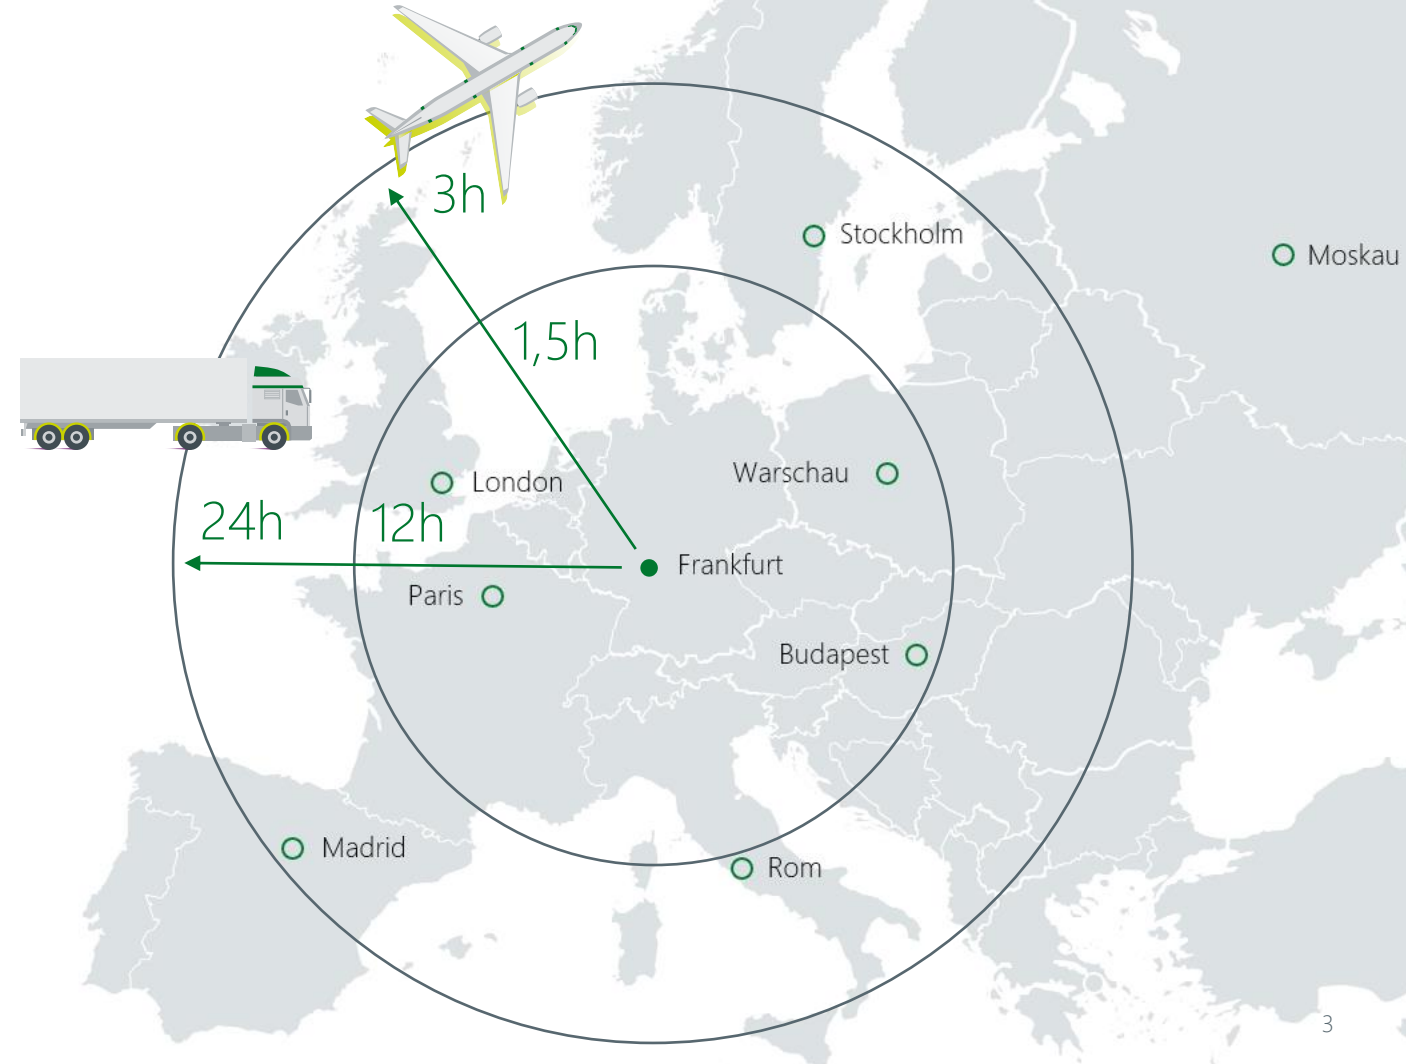 3h
Stockholm
Moskau
1,5h
Warschau
London
24h
12h
Frankfurt
Paris
Budapest
Madrid
Rom
3